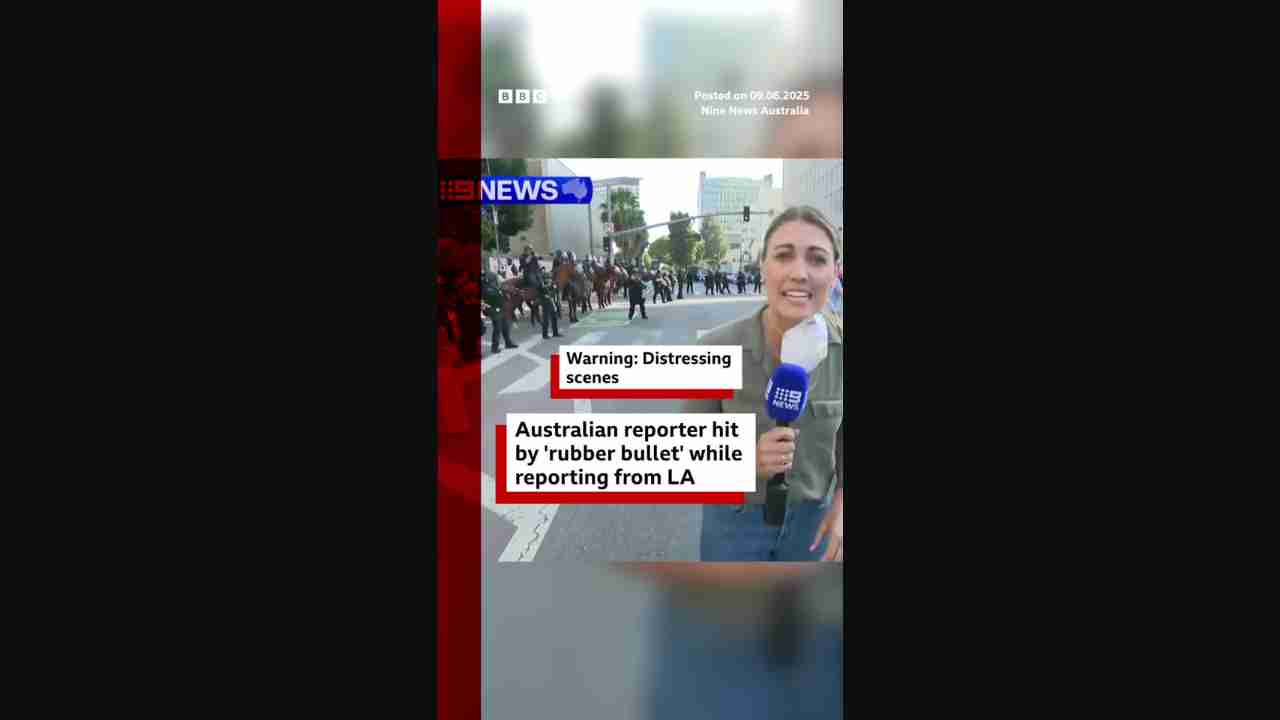 BBC
Posted on 09.06.2025
Nine News Australia
9NEWS
Warning: Distressing
scenes
9
NEWS
Australian reporter hit
by 'rubber bullet' while
reporting from LA